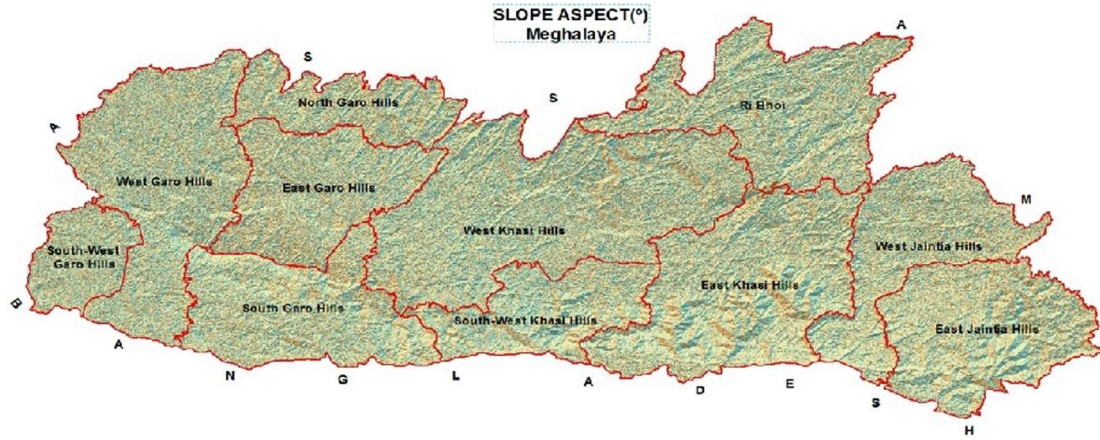 SLOPE ASPECT(°)
Meghalaya
A
S
S
A
North Garo Hills
Ri Bhoi
West Garo Hills
East Garo Hills
M
South-West
Garo Hills
West Khasi Hills
West Jaintia Hills
East Khasi Hills
South Garo Hills
South-West Khasi Hills
East Jaintia Hills
B
A
N
G
L
A
D
E
S
H